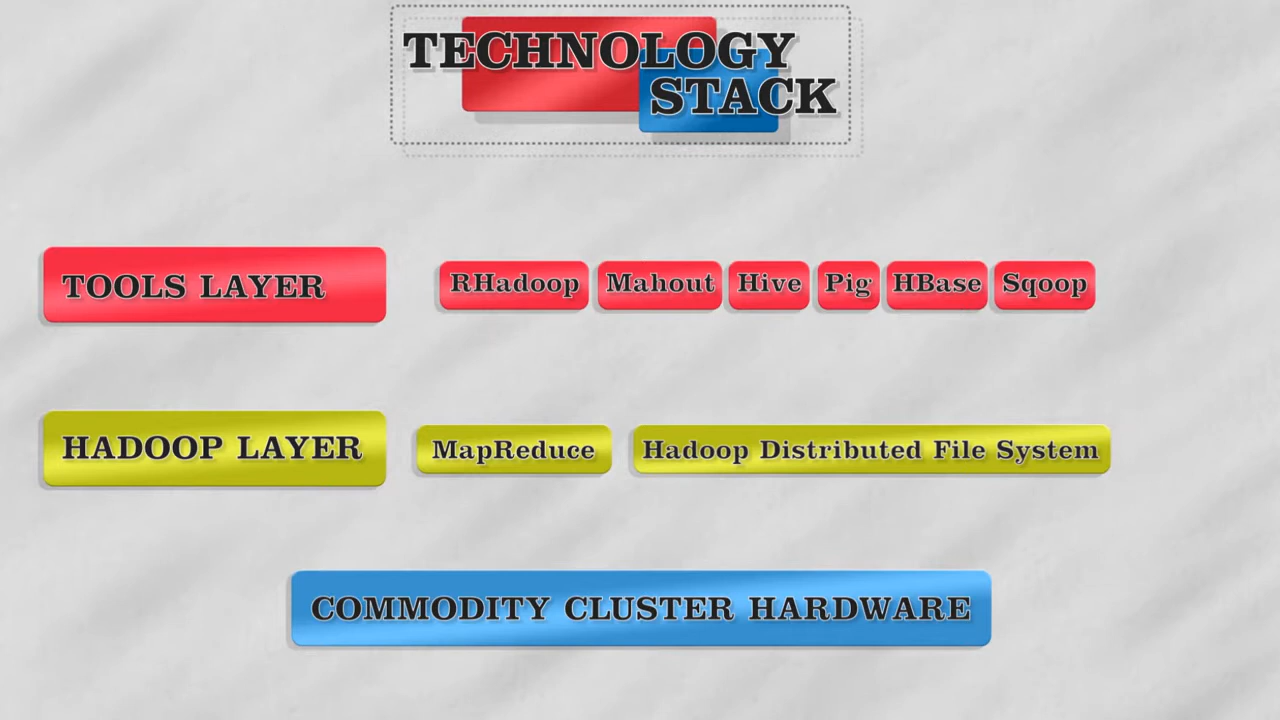 TECHNOLOGY
STACK
TOOLS LAYER
RHadoop Mahout Hive Pig HBase Sqoop
HADOOP LAYER
MapReduce Hadoop Distributed File System
COMMODITY CLUSTER HARDWARE